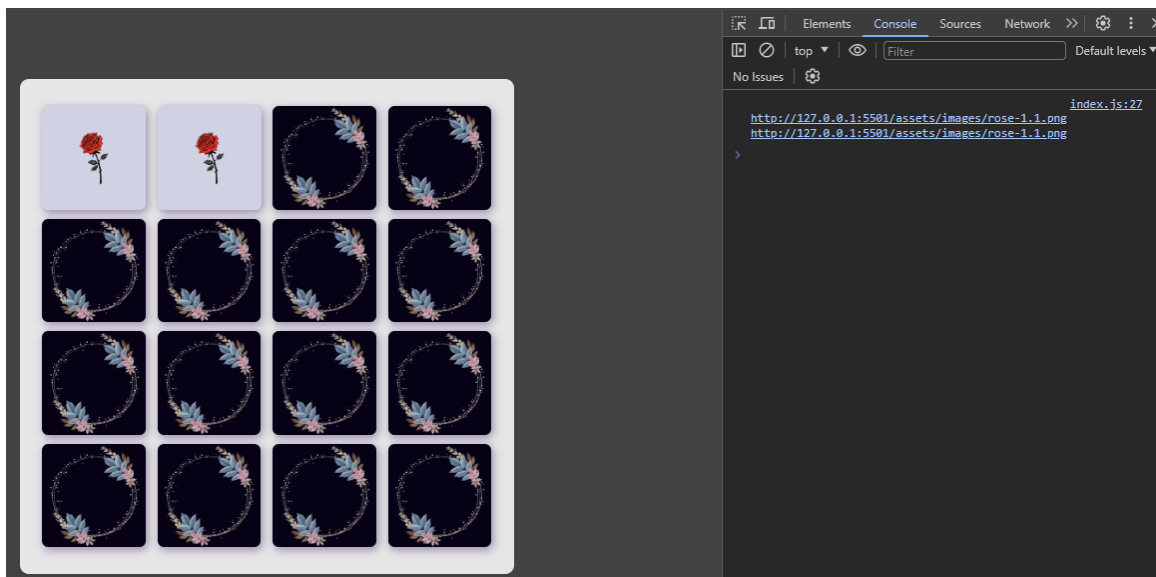 Elements Console Sources Network
top Filter Default levels
No Issues
index.js:27
http://127.0.0.1:5501/assets/images/rose-1.1.png
http://127.0.0.1:5501/assets/images/rose-1.1.png